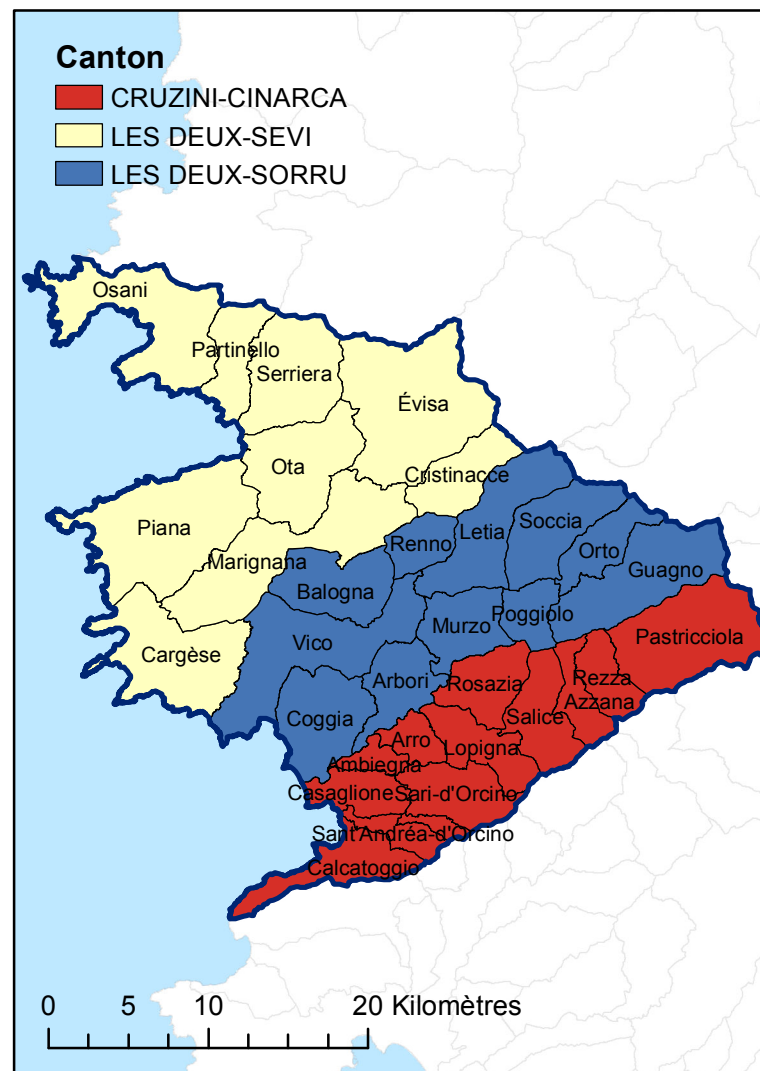 Canton
CRUZINI-CINARCA
LES DEUX-SEVI
LES DEUX-SORRU
Osani
Partinello
Serriera
Évisa
Ota
Cristinacce
Piana
Marignana
Renno
Letia
Soccia
Orto
Guagno
Balogna
Vico
Murzo
Poggiolo
Cargèse
Arbori
Pastricciola
Rosazia
Rezza
Azzana
Salice
Coggia
Arro
Lopigna
Ambiegna
Casaglione
Sari-d'Orcino
Sant'Andréa-d'Orcino
Calcatoggio
0 5 10 20 Kilomètres